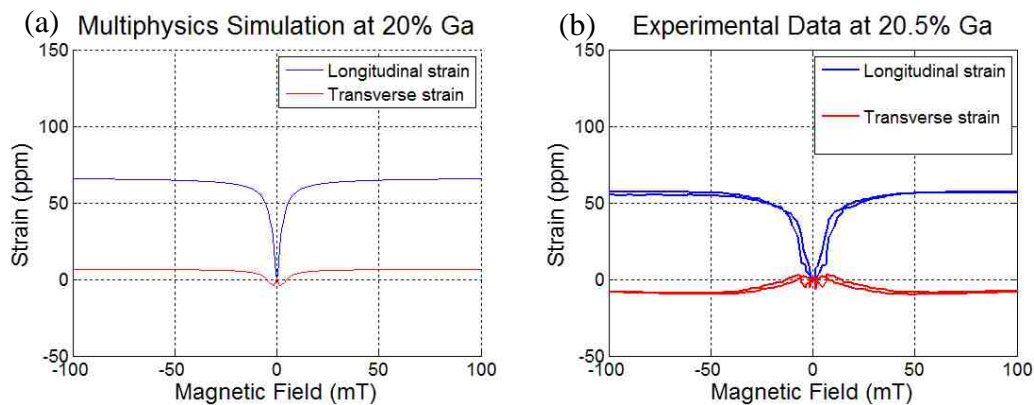 (a) Multiphysics Simulation at 20% Ga
150
100
50
0
-50
Strain (ppm)
Longitudinal strain
Transverse strain
-100
-50
0
50
100
Magnetic Field (mT)
(b) Experimental Data at 20.5% Ga
150
100
50
0
-50
Strain (ppm)
Longitudinal strain
Transverse strain
-100
-50
0
50
100
Magnetic Field (mT)